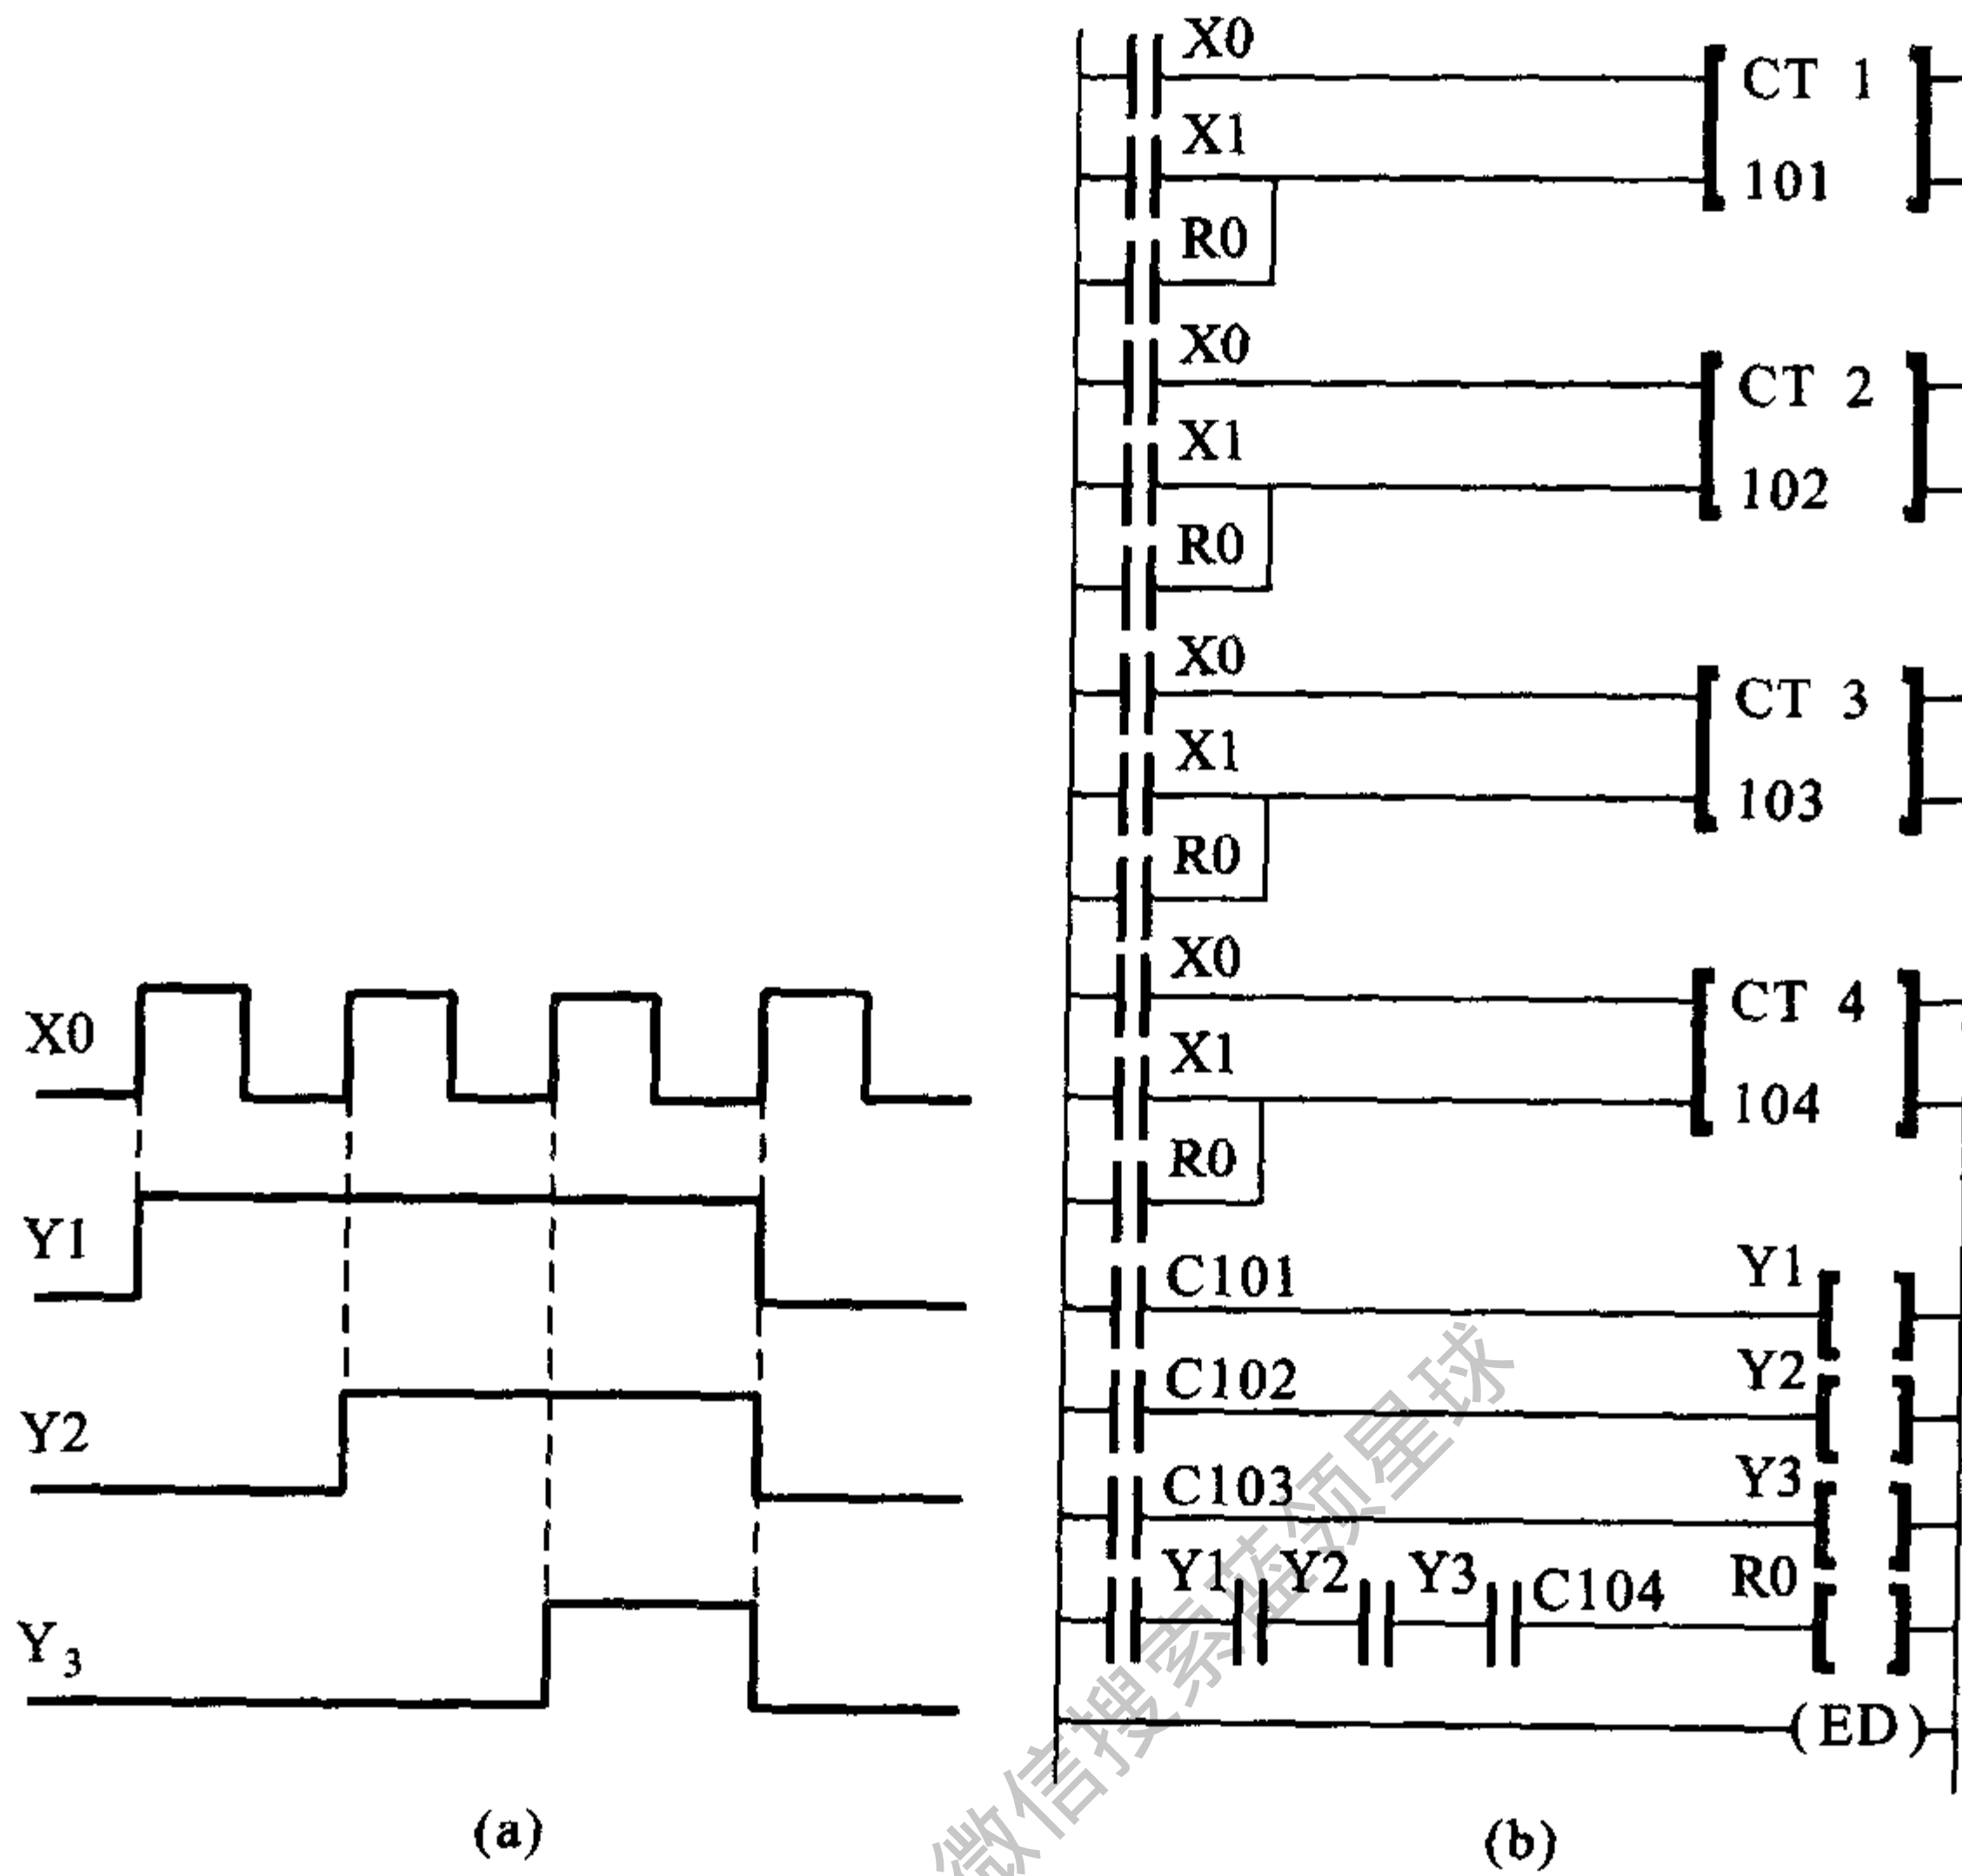 X0
Y1
Y2
Y3
(a)
X0
CT 1
X1
101
R0
X0
CT 2
X1
102
R0
X0
CT 3
X1
103
R0
X0
CT 4
X1
104
R0
C101
Y1
C102
Y2
C103
Y3
Y1
Y2
Y3
C104
R0
(ED)
(b)
微信搜索蓝领星球